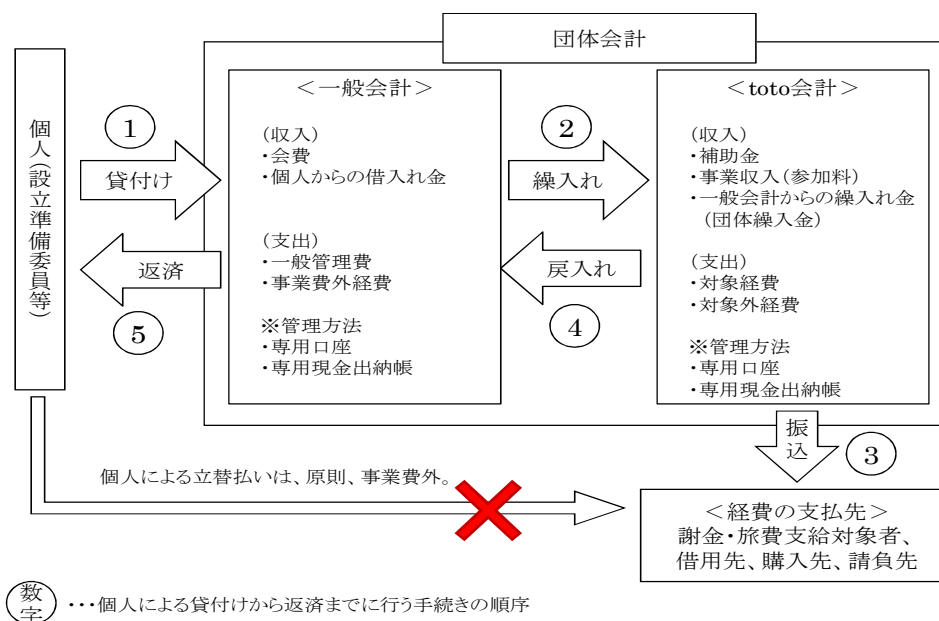 団体会計
個人(設立準備委員等)
①
貸付け
返済
⑤
＜一般会計＞
(収入)
・会費
・個人からの借入れ金
(支出)
・一般管理費
・事業費外経費
※管理方法
・専用口座
・専用現金出納帳
②
繰入れ
戻入れ
④
＜toto会計＞
(収入)
・補助金
・事業収入(参加料)
・一般会計からの繰入れ金
(団体繰入金)
(支出)
・対象経費
・対象外経費
※管理方法
・専用口座
・専用現金出納帳
振込
③
個人による立替払いは、原則、事業費外。
＜経費の支払先＞
謝金・旅費支給対象者、
借用先、購入先、請負先
数字 ・・・個人による貸付けから返済までに行う手続きの順序